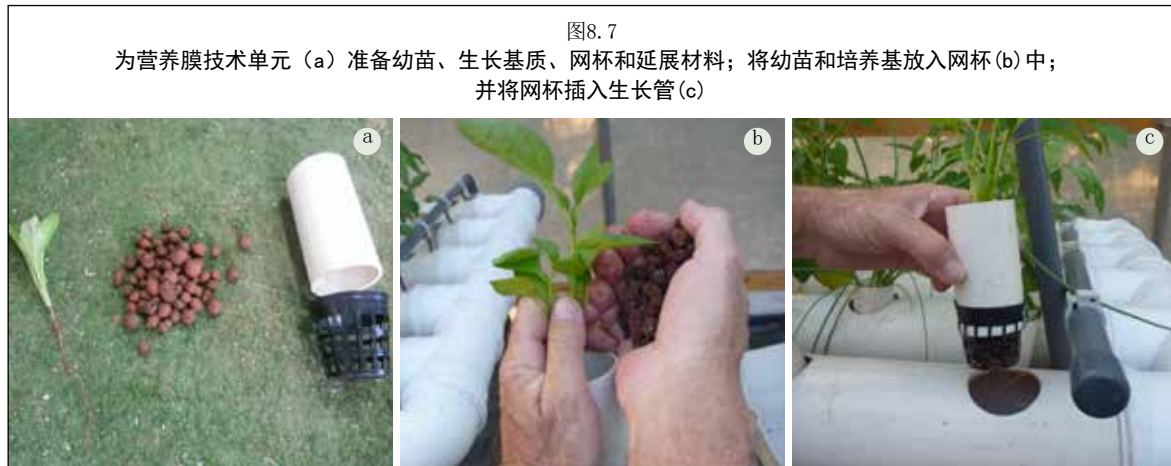 图8.7
为营养膜技术单元（a）准备幼苗、生长基质、网杯和延展材料；将幼苗和培养基放入网杯(b)中；
并将网杯插入生长管(c)
a
b
c